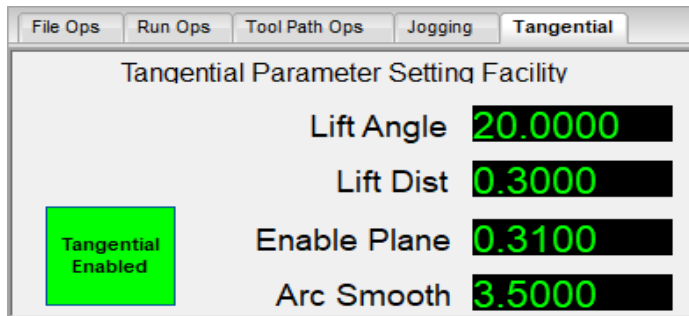 File Ops Run Ops Tool Path Ops Jogging Tangential
Tangential Parameter Setting Facility
Lift Angle 20.0000
Lift Dist 0.3000
Tangential
Enabled
Enable Plane 0.3100
Arc Smooth 3.5000